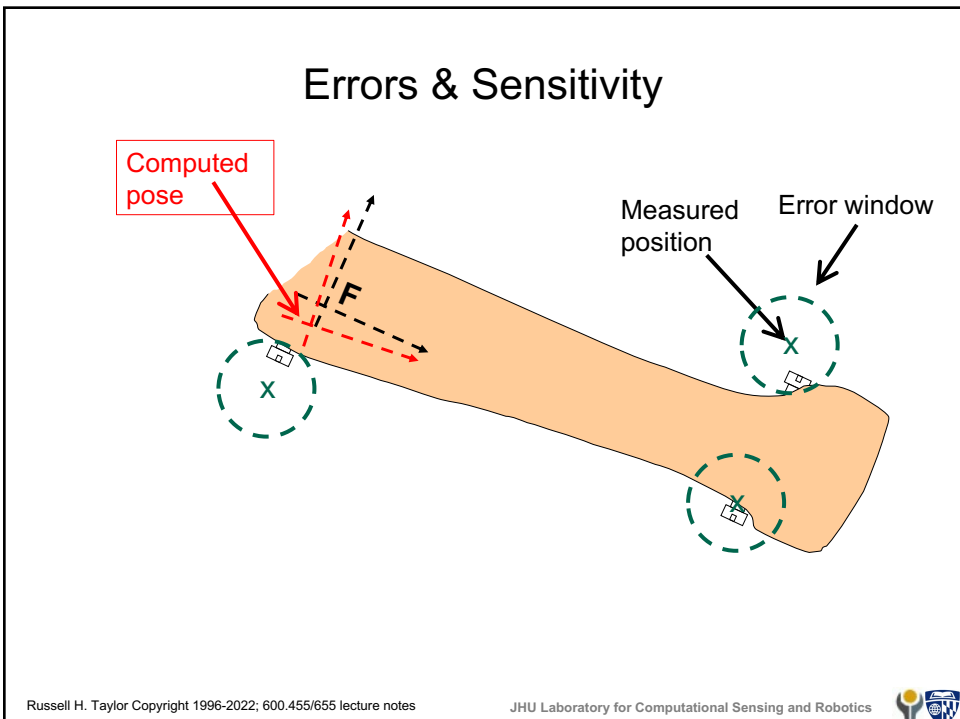 Errors & Sensitivity
Computed
pose
Measured
position
Error window
F
x
x
x
Russell H. Taylor Copyright 1996-2022; 600.455/655 lecture notes
JHU Laboratory for Computational Sensing and Robotics